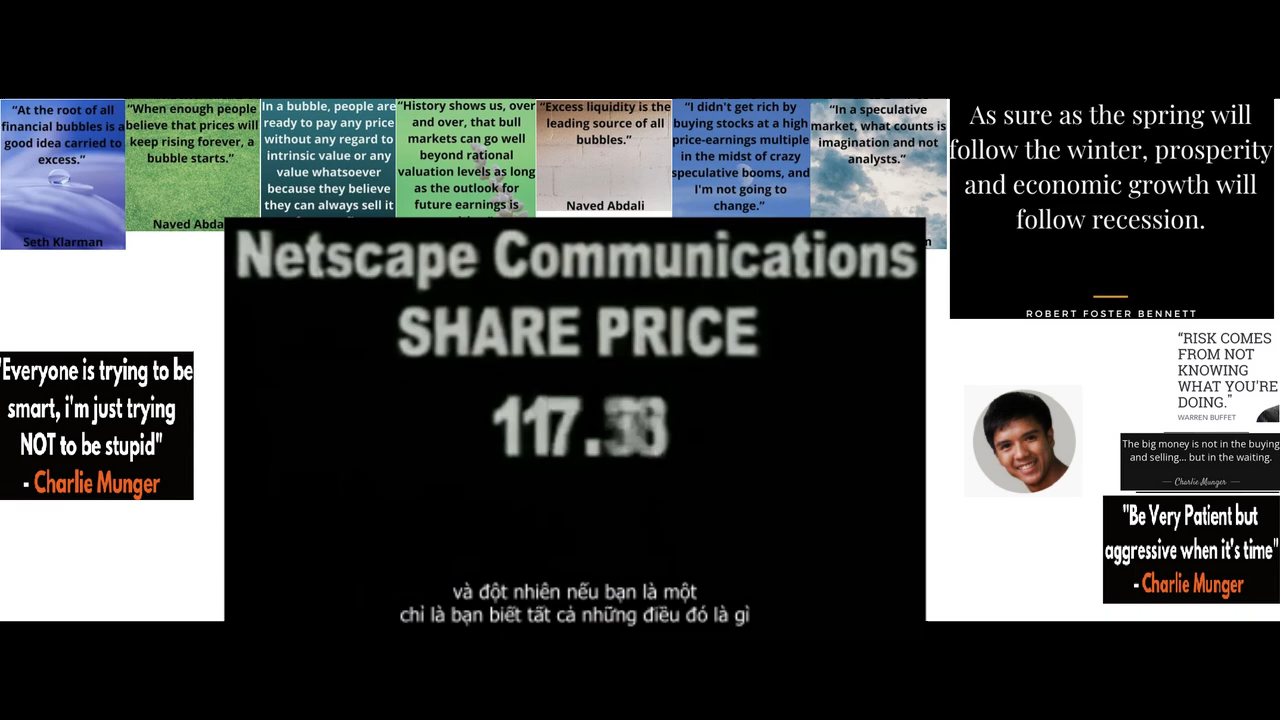 “At the root of all
financial bubbles is a
good idea carried to
excess.”
Seth Klarman
“When enough people
believe that prices will
keep rising forever, a
bubble starts.”
Naved Abda
In a bubble, people are
ready to pay any price
without any regard to
intrinsic value or any
value whatsoever
because they believe
they can always sell it
“History shows us, over
and over, that bull
markets can go well
beyond rational
valuation levels as long
as the outlook for
future earnings is
“Excess liquidity is the
leading source of all
bubbles.”
Naved Abdali
“I didn't get rich by
buying stocks at a high
price-earnings multiple
in the midst of crazy
speculative booms, and
I'm not going to
change.”
“In a speculative
market, what counts is
imagination and not
analysts.”
As sure as the spring will
follow the winter, prosperity
and economic growth will
follow recession.
ROBERT FOSTER BENNETT
Netscape Communications
SHARE PRICE
117.
và đột nhiên nếu bạn là một
chỉ là bạn biết tất cả những điều đó là gì
"Everyone is trying to be
smart, i'm just trying
NOT to be stupid"
- Charlie Munger
“RISK COMES
FROM NOT
KNOWING
WHAT YOU'RE
DOING.”
WARREN BUFFET
The big money is not in the buying
and selling... but in the waiting.
— Charlie Munger —
"Be Very Patient but
aggressive when it's time"
- Charlie Munger